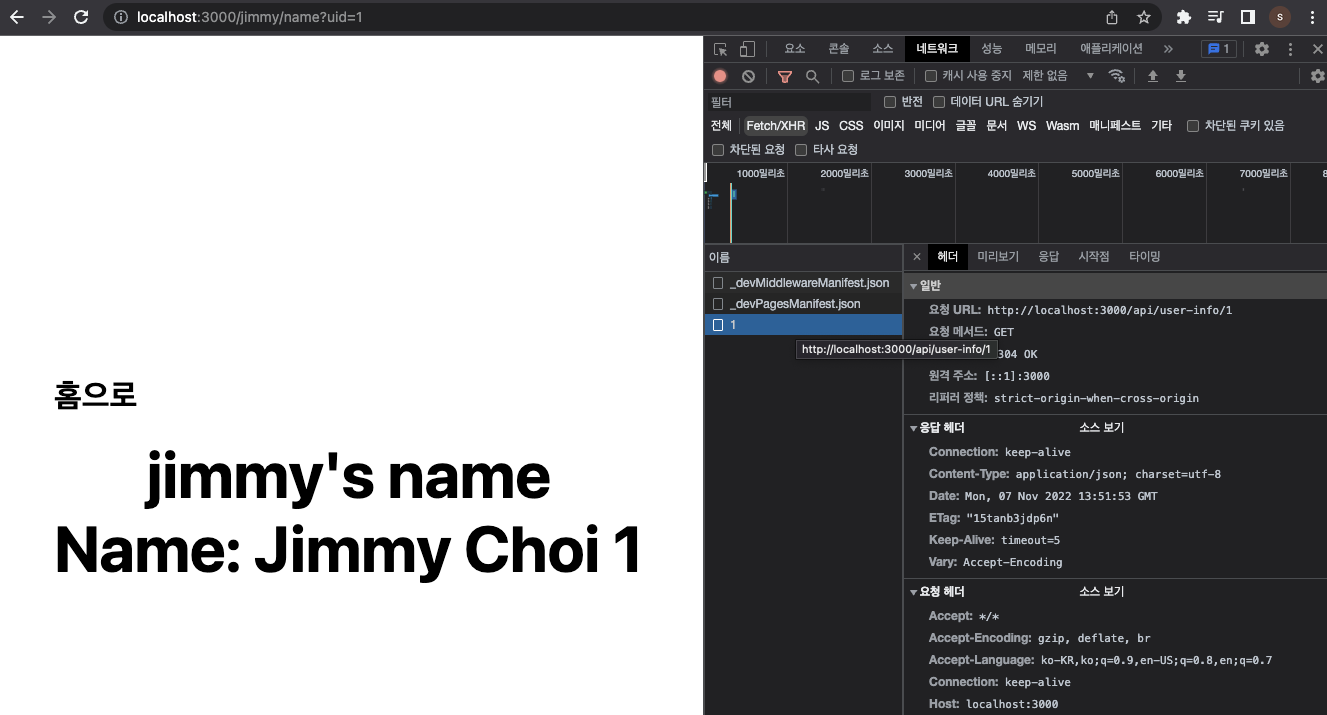 localhost:3000/jimmy/name?uid=1
s
요소 콘솔 소스 네트워크 성능 메모리 애플리케이션 » 1
로그 보존 캐시 사용 중지 제한 없음
필터 반전 데이터 URL 숨기기
전체 Fetch/XHR JS CSS 이미지 미디어 글꼴 문서 WS Wasm 매니페스트 기타 차단된 쿠키 있음
차단된 요청 타사 요청
1000밀리초 2000밀리초 3000밀리초 4000밀리초 5000밀리초 6000밀리초 7000밀리초 8
이름
_devMiddlewareManifest.json
_devPagesManifest.json
1
http://localhost:3000/api/user-info/1
헤더 미리보기 응답 시작점 타이밍
일반
요청 URL: http://localhost:3000/api/user-info/1
요청 메서드: GET
304 OK
원격 주소: [::1]:3000
리퍼러 정책: strict-origin-when-cross-origin
응답 헤더 소스 보기
Connection: keep-alive
Content-Type: application/json; charset=utf-8
Date: Mon, 07 Nov 2022 13:51:53 GMT
ETag: "15tanb3jdp6n"
Keep-Alive: timeout=5
Vary: Accept-Encoding
요청 헤더 소스 보기
Accept: */*
Accept-Encoding: gzip, deflate, br
Accept-Language: ko-KR,ko;q=0.9,en-US;q=0.8,en;q=0.7
Connection: keep-alive
Host: localhost:3000
홈으로
jimmy's name
Name: Jimmy Choi 1